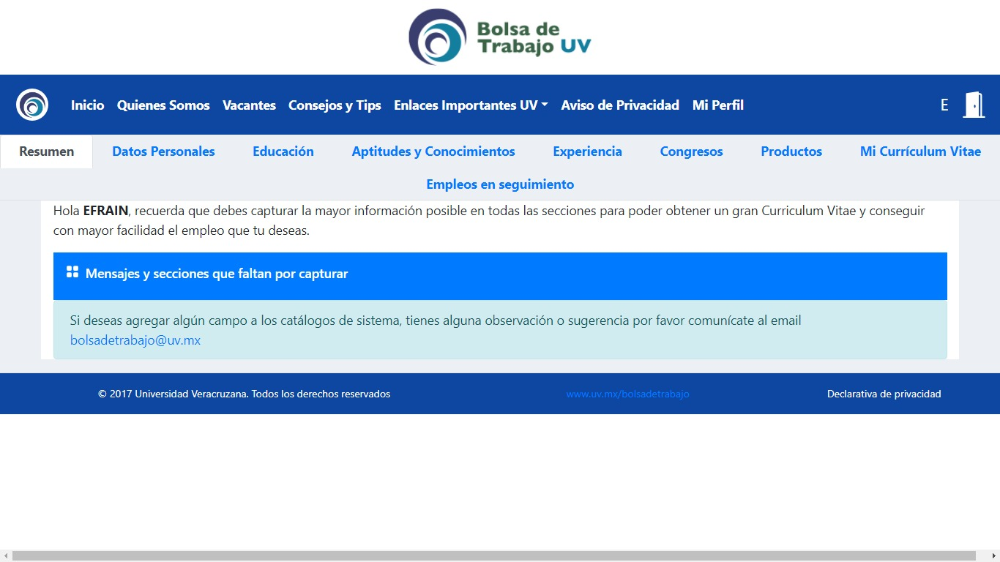 Bolsa de
Trabajo UV
Inicio Quienes Somos Vacantes Consejos y Tips Enlaces Importantes UV Aviso de Privacidad Mi Perfil E
Resumen Datos Personales Educación Aptitudes y Conocimientos Experiencia Congresos Productos Mi Currículum Vitae
Empleos en seguimiento
Hola EFRAIN, recuerda que debes capturar la mayor información posible en todas las secciones para poder obtener un gran Curriculum Vitae y conseguir
con mayor facilidad el empleo que tu deseas.
Mensajes y secciones que faltan por capturar
Si deseas agregar algún campo a los catálogos de sistema, tienes alguna observación o sugerencia por favor comunícate al email
bolsadetrabajo@uv.mx
© 2017 Universidad Veracruzana. Todos los derechos reservados www.uv.mx/bolsadetrabajo Declarativa de privacidad